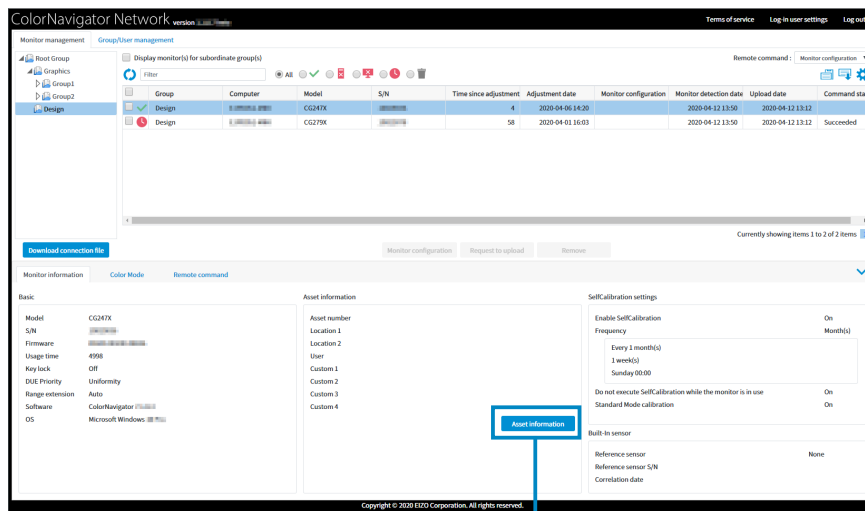 ColorNavigator Network version
Terms of service Log-in user settings Log out
Monitor management Group/User management
Root Group
Graphics
Group1
Group2
Design
Display monitor(s) for subordinate group(s)
Remote command : Monitor configuration
Filter All
Group Computer Model S/N Time since adjustment Adjustment date Monitor configuration Monitor detection date Upload date Command sta
Design CG247X 4 2020-04-06 14:20 2020-04-12 13:50 2020-04-12 13:12
Design CG279X 58 2020-04-01 16:03 2020-04-12 13:50 2020-04-12 13:12 Succeeded
Currently showing items 1 to 2 of 2 items
Download connection file Monitor configuration Request to upload Remove
Monitor information Color Mode Remote command
Basic
Model CG247X
S/N
Firmware
Usage time 4998
Key lock Off
DUE Priority Uniformity
Range extension Auto
Software ColorNavigator
OS Microsoft Windows
Asset information
Asset number
Location 1
Location 2
User
Custom 1
Custom 2
Custom 3
Custom 4
Asset information
SelfCalibration settings
Enable SelfCalibration On
Frequency Month(s)
Every 1 month(s)
1 week(s)
Sunday 00:00
Do not execute SelfCalibration while the monitor is in use On
Standard Mode calibration On
Built-In sensor
Reference sensor None
Reference sensor S/N
Correlation date
Copyright © 2020 EIZO Corporation. All rights reserved.